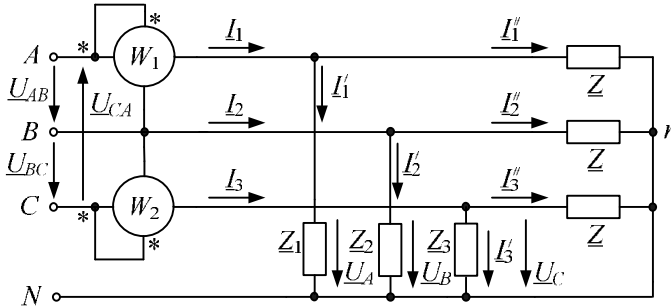 * *
A * W₁ I₁ I₁'' Z
U_AB U_CA I₁'
B I₂ I₂'' n
Z
U_BC I₂'
C * W₂ I₃ I₃'' Z
*
Z₁ Z₂ Z₃ I₃'
U_A U_B U_C
N